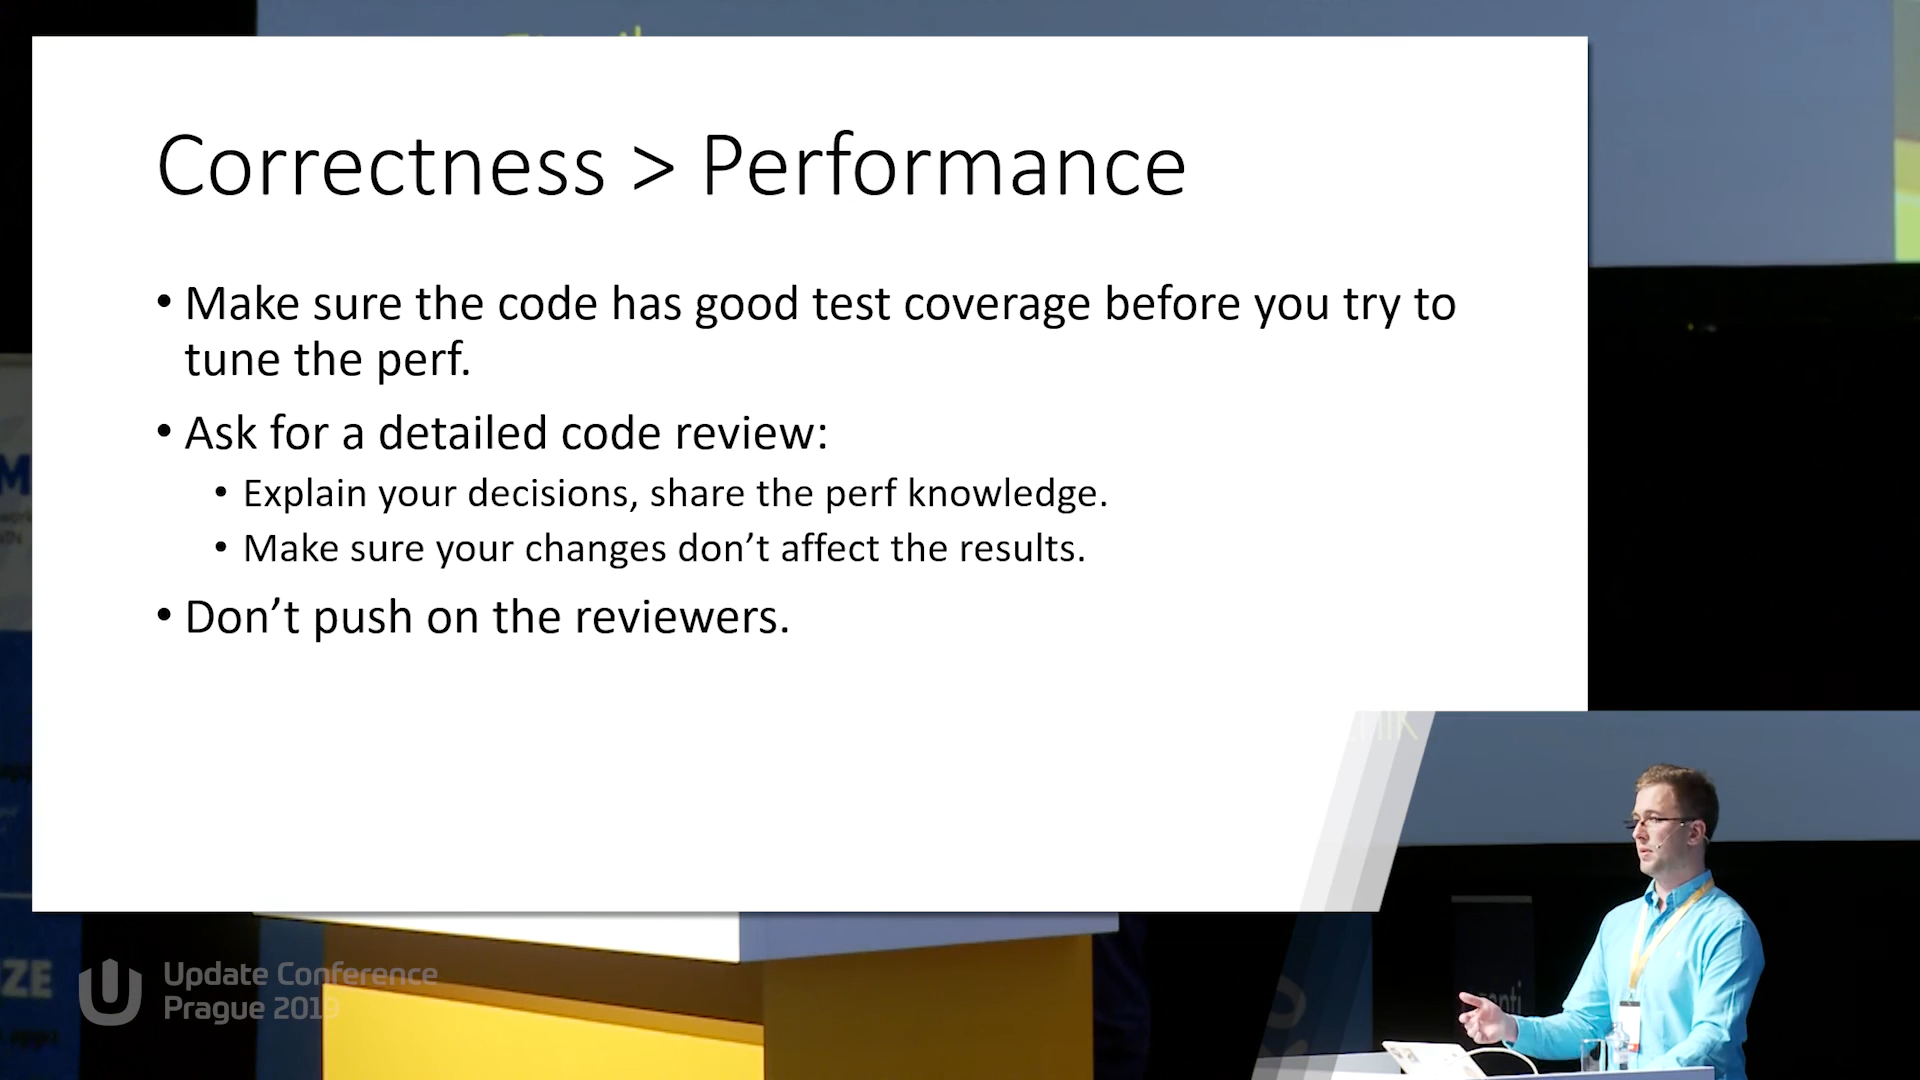 Correctness > Performance
• Make sure the code has good test coverage before you try to
tune the perf.
• Ask for a detailed code review:
• Explain your decisions, share the perf knowledge.
• Make sure your changes don’t affect the results.
• Don’t push on the reviewers.
Update Conference
Prague 2019